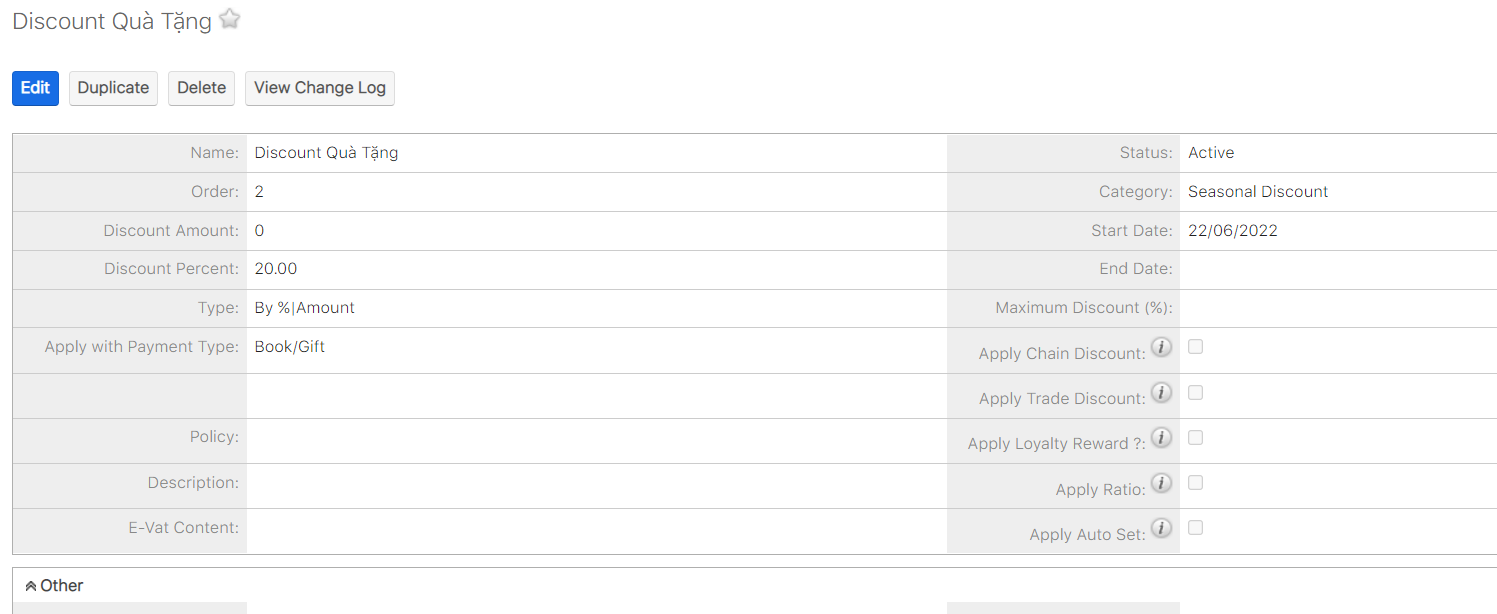 Discount Quà Tặng
Edit Duplicate Delete View Change Log
Name: Discount Quà Tặng Status: Active
Order: 2 Category: Seasonal Discount
Discount Amount: 0 Start Date: 22/06/2022
Discount Percent: 20.00 End Date:
Type: By %|Amount Maximum Discount (%):
Apply with Payment Type: Book/Gift Apply Chain Discount: i
Apply Trade Discount: i
Policy: Apply Loyalty Reward ?: i
Description: Apply Ratio: i
E-Vat Content: Apply Auto Set: i
Other